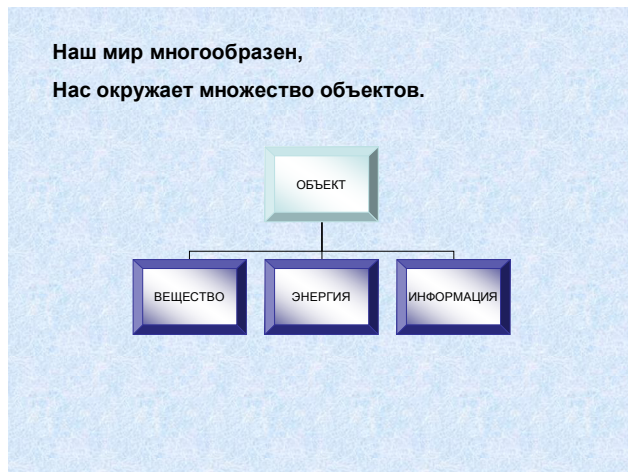 Наш мир многообразен,
Нас окружает множество объектов.
ОБЪЕКТ
ВЕЩЕСТВО
ЭНЕРГИЯ
ИНФОРМАЦИЯ